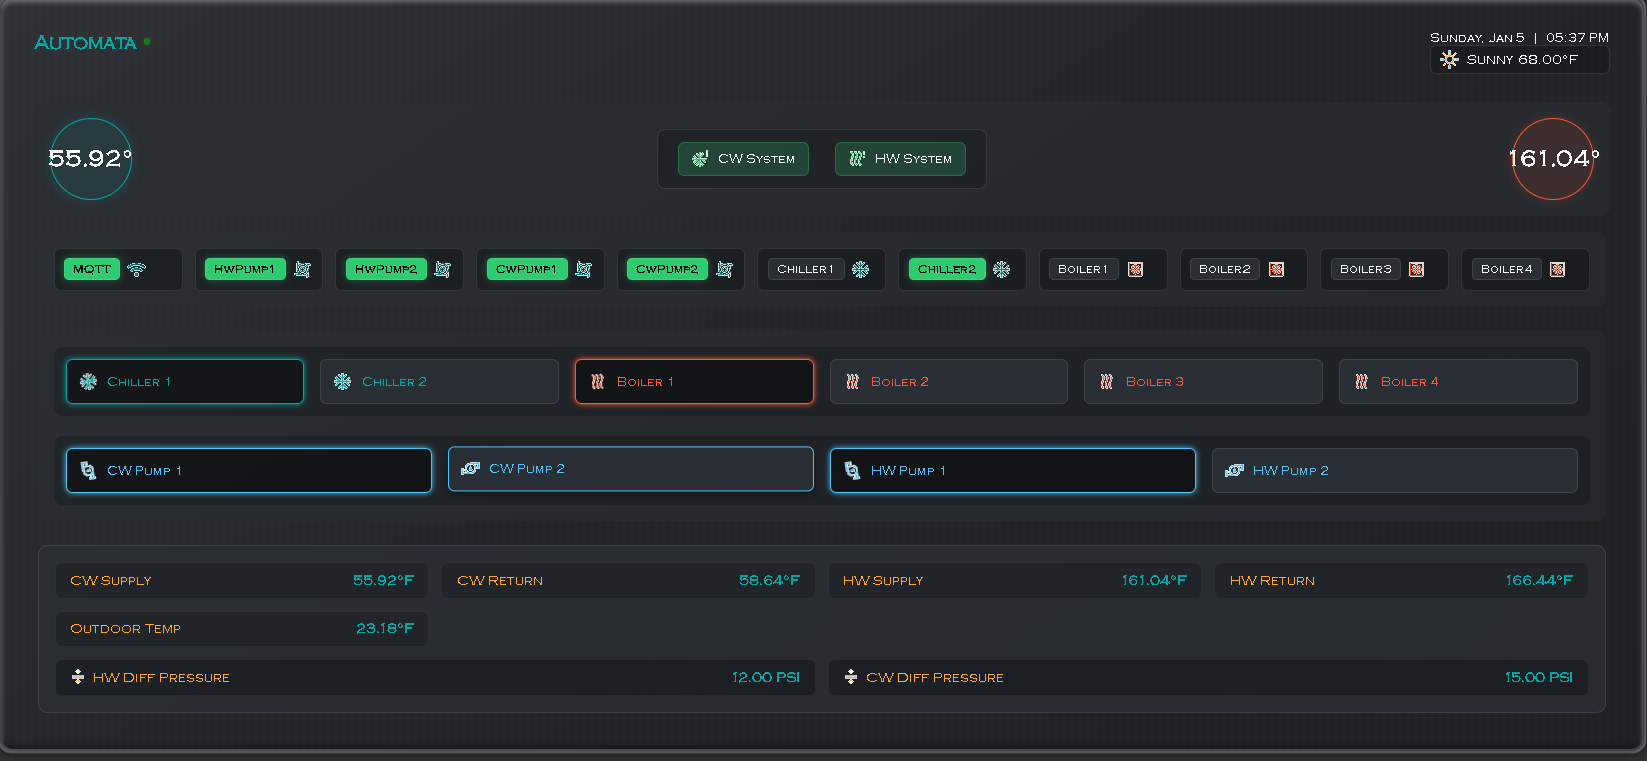 Automata
Sunday, Jan 5 | 05:37 PM
Sunny 68.00°F
55.92°
CW System
HW System
161.04°
MQTT
HwPump1
HwPump2
CwPump1
CwPump2
Chiller1
Chiller2
Boiler1
Boiler2
Boiler3
Boiler4
Chiller 1
Chiller 2
Boiler 1
Boiler 2
Boiler 3
Boiler 4
CW Pump 1
CW Pump 2
HW Pump 1
HW Pump 2
CW Supply 55.92°F
CW Return 58.64°F
HW Supply 161.04°F
HW Return 166.44°F
Outdoor Temp 23.18°F
HW Diff Pressure 12.00 PSI
CW Diff Pressure 15.00 PSI